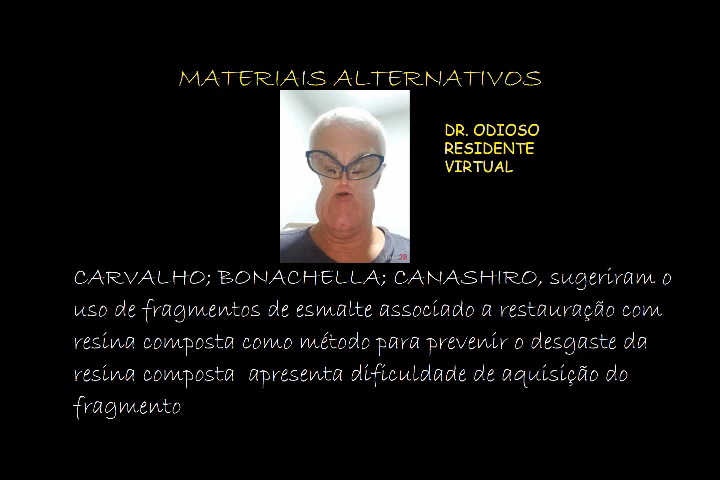 MATERIAIS ALTERNATIVOS
DR. ODIOSO
RESIDENTE
VIRTUAL
CARVALHO; BONACHELLA; CANASHIRO, sugeriram o
uso de fragmentos de esmalte associado a restauração com
resina composta como método para prevenir o desgaste da
resina composta apresenta dificuldade de aquisição do
fragmento